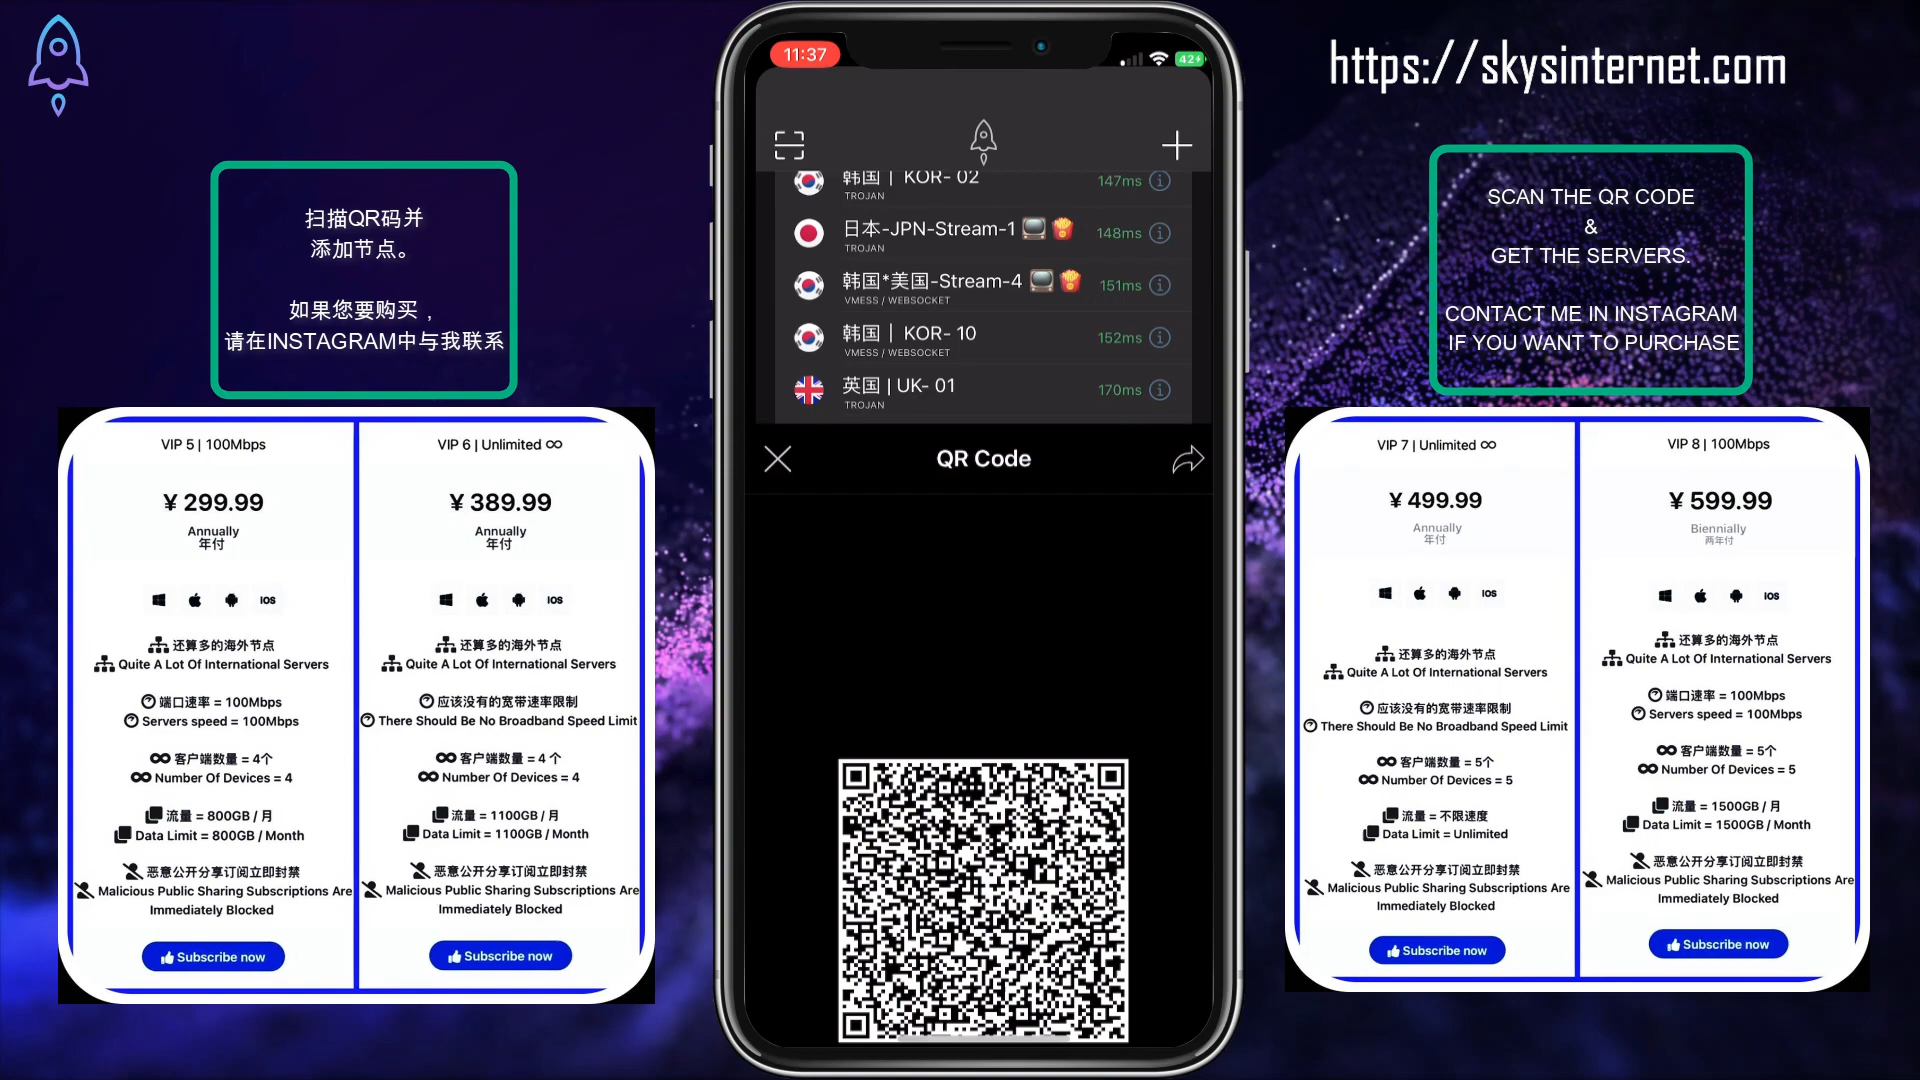 https://skysinternet.com
扫描QR码并
添加节点。
如果您要购买，
请在INSTAGRAM中与我联系
VIP 5 | 100Mbps
¥ 299.99
Annually
年付
IOS
还算多的海外节点
Quite A Lot Of International Servers
端口速率 = 100Mbps
Servers speed = 100Mbps
客户端数量 = 4个
Number Of Devices = 4
流量 = 800GB / 月
Data Limit = 800GB / Month
恶意公开分享订阅立即封禁
Malicious Public Sharing Subscriptions Are
Immediately Blocked
Subscribe now
VIP 6 | Unlimited ∞
¥ 389.99
Annually
年付
IOS
还算多的海外节点
Quite A Lot Of International Servers
应该没有的宽带速率限制
There Should Be No Broadband Speed Limit
客户端数量 = 4 个
Number Of Devices = 4
流量 = 1100GB / 月
Data Limit = 1100GB / Month
恶意公开分享订阅立即封禁
Malicious Public Sharing Subscriptions Are
Immediately Blocked
Subscribe now
11:37
42
韩国 | KOR- 02
147ms
TROJAN
日本-JPN-Stream-1 📺🍟
148ms
TROJAN
韩国*美国-Stream-4 📺🍟
151ms
VMESS / WEBSOCKET
韩国 | KOR- 10
152ms
VMESS / WEBSOCKET
英国 | UK- 01
170ms
TROJAN
QR Code
SCAN THE QR CODE
&
GET THE SERVERS.
CONTACT ME IN INSTAGRAM
IF YOU WANT TO PURCHASE
VIP 7 | Unlimited ∞
¥ 499.99
Annually
年付
IOS
还算多的海外节点
Quite A Lot Of International Servers
应该没有的宽带速率限制
There Should Be No Broadband Speed Limit
客户端数量 = 5个
Number Of Devices = 5
流量 = 不限速度
Data Limit = Unlimited
恶意公开分享订阅立即封禁
Malicious Public Sharing Subscriptions Are
Immediately Blocked
Subscribe now
VIP 8 | 100Mbps
¥ 599.99
Biennially
两年付
IOS
还算多的海外节点
Quite A Lot Of International Servers
端口速率 = 100Mbps
Servers speed = 100Mbps
客户端数量 = 5个
Number Of Devices = 5
流量 = 1500GB / 月
Data Limit = 1500GB / Month
恶意公开分享订阅立即封禁
Malicious Public Sharing Subscriptions Are
Immediately Blocked
Subscribe now